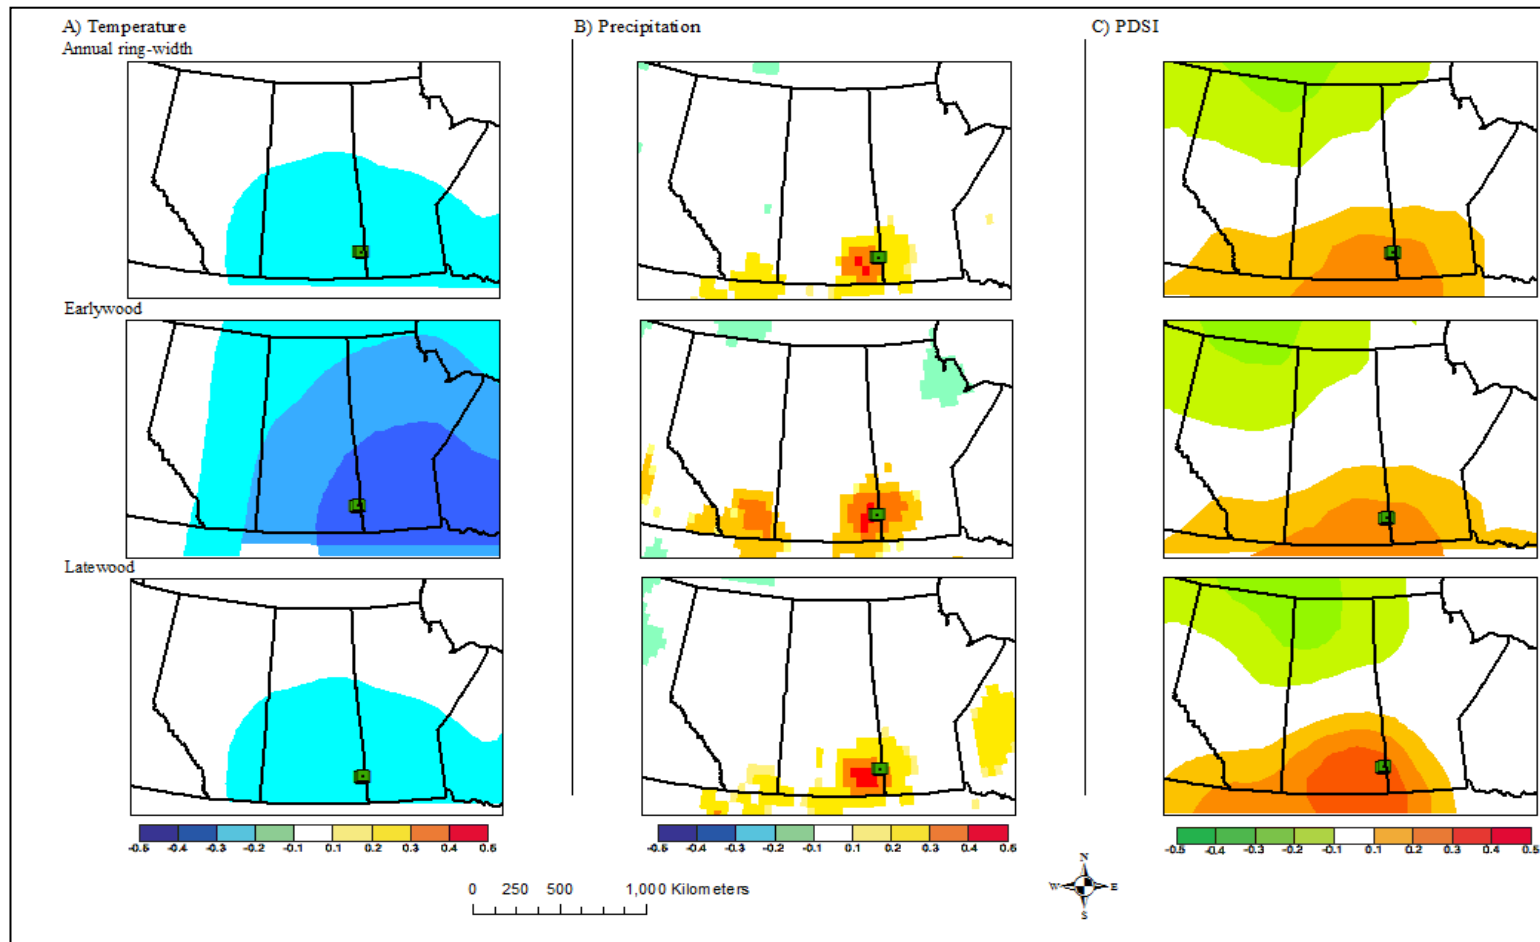 A) Temperature
B) Precipitation
C) PDSI
Annual ring-width
Earlywood
Latewood
-0.5 -0.4 -0.3 -0.2 -0.1 0.1 0.2 0.3 0.4 0.5
-0.5 -0.4 -0.3 -0.2 -0.1 0.1 0.2 0.3 0.4 0.5
-0.5 -0.4 -0.3 -0.2 -0.1 0.1 0.2 0.3 0.4 0.5
0 250 500 1,000 Kilometers
N
W E
S